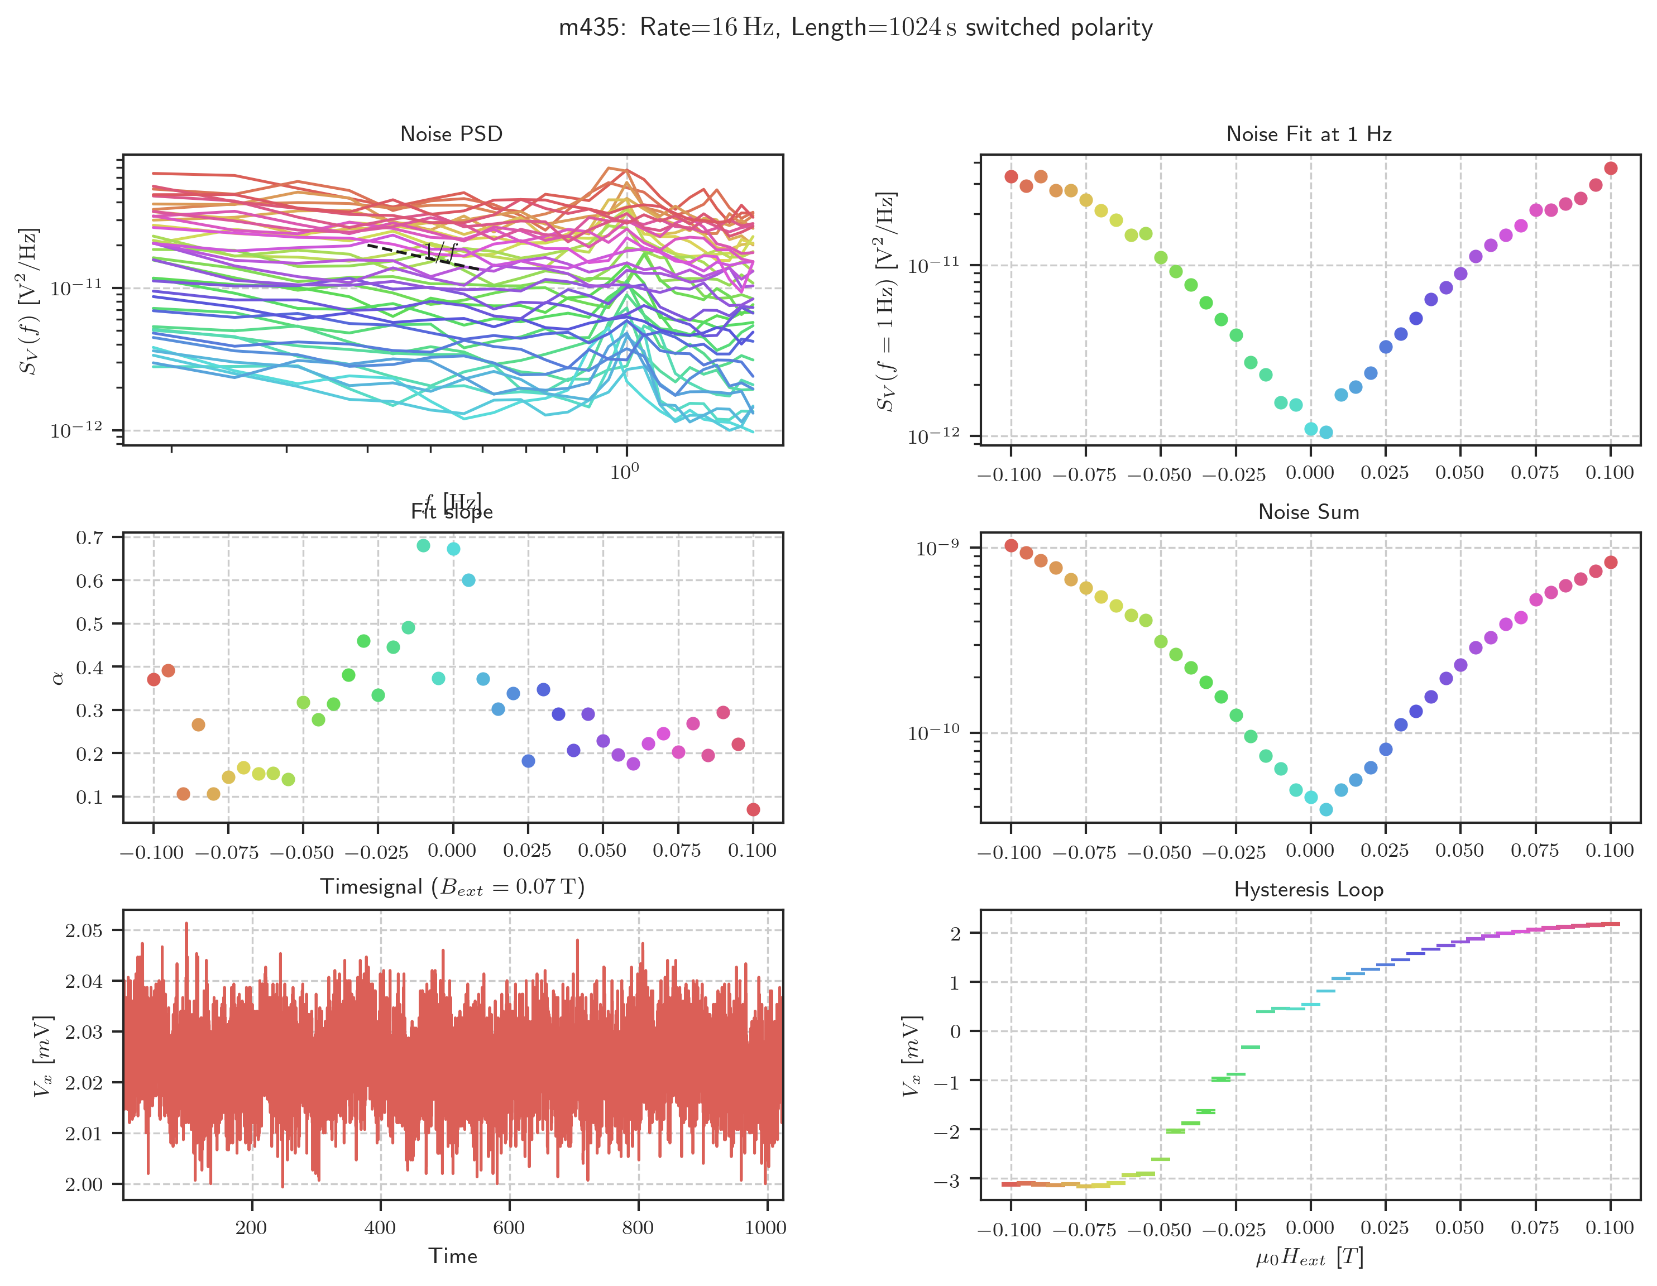 m435: Rate=16 Hz, Length=1024 s switched polarity
Noise PSD
S_V(f) [V²/Hz]
10⁻¹¹
10⁻¹²
1/f
10⁰
f [Hz]
Noise Fit at 1 Hz
S_V(f = 1 Hz) [V²/Hz]
10⁻¹¹
10⁻¹²
−0.100 −0.075 −0.050 −0.025 0.000 0.025 0.050 0.075 0.100
Fit slope
α
0.7
0.6
0.5
0.4
0.3
0.2
0.1
−0.100 −0.075 −0.050 −0.025 0.000 0.025 0.050 0.075 0.100
Noise Sum
10⁻⁹
10⁻¹⁰
−0.100 −0.075 −0.050 −0.025 0.000 0.025 0.050 0.075 0.100
Timesignal (B_ext = 0.07 T)
V_x [mV]
2.05
2.04
2.03
2.02
2.01
2.00
200 400 600 800 1000
Time
Hysteresis Loop
V_x [mV]
2
1
0
−1
−2
−3
−0.100 −0.075 −0.050 −0.025 0.000 0.025 0.050 0.075 0.100
μ₀H_ext [T]